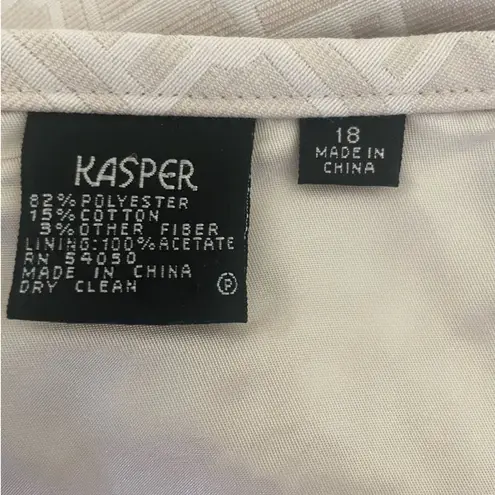 KASPER
82% POLYESTER
15% COTTON
3% OTHER FIBER
LINING: 100% ACETATE
RN 54050
MADE IN CHINA
DRY CLEAN Ⓟ
18
MADE IN
CHINA